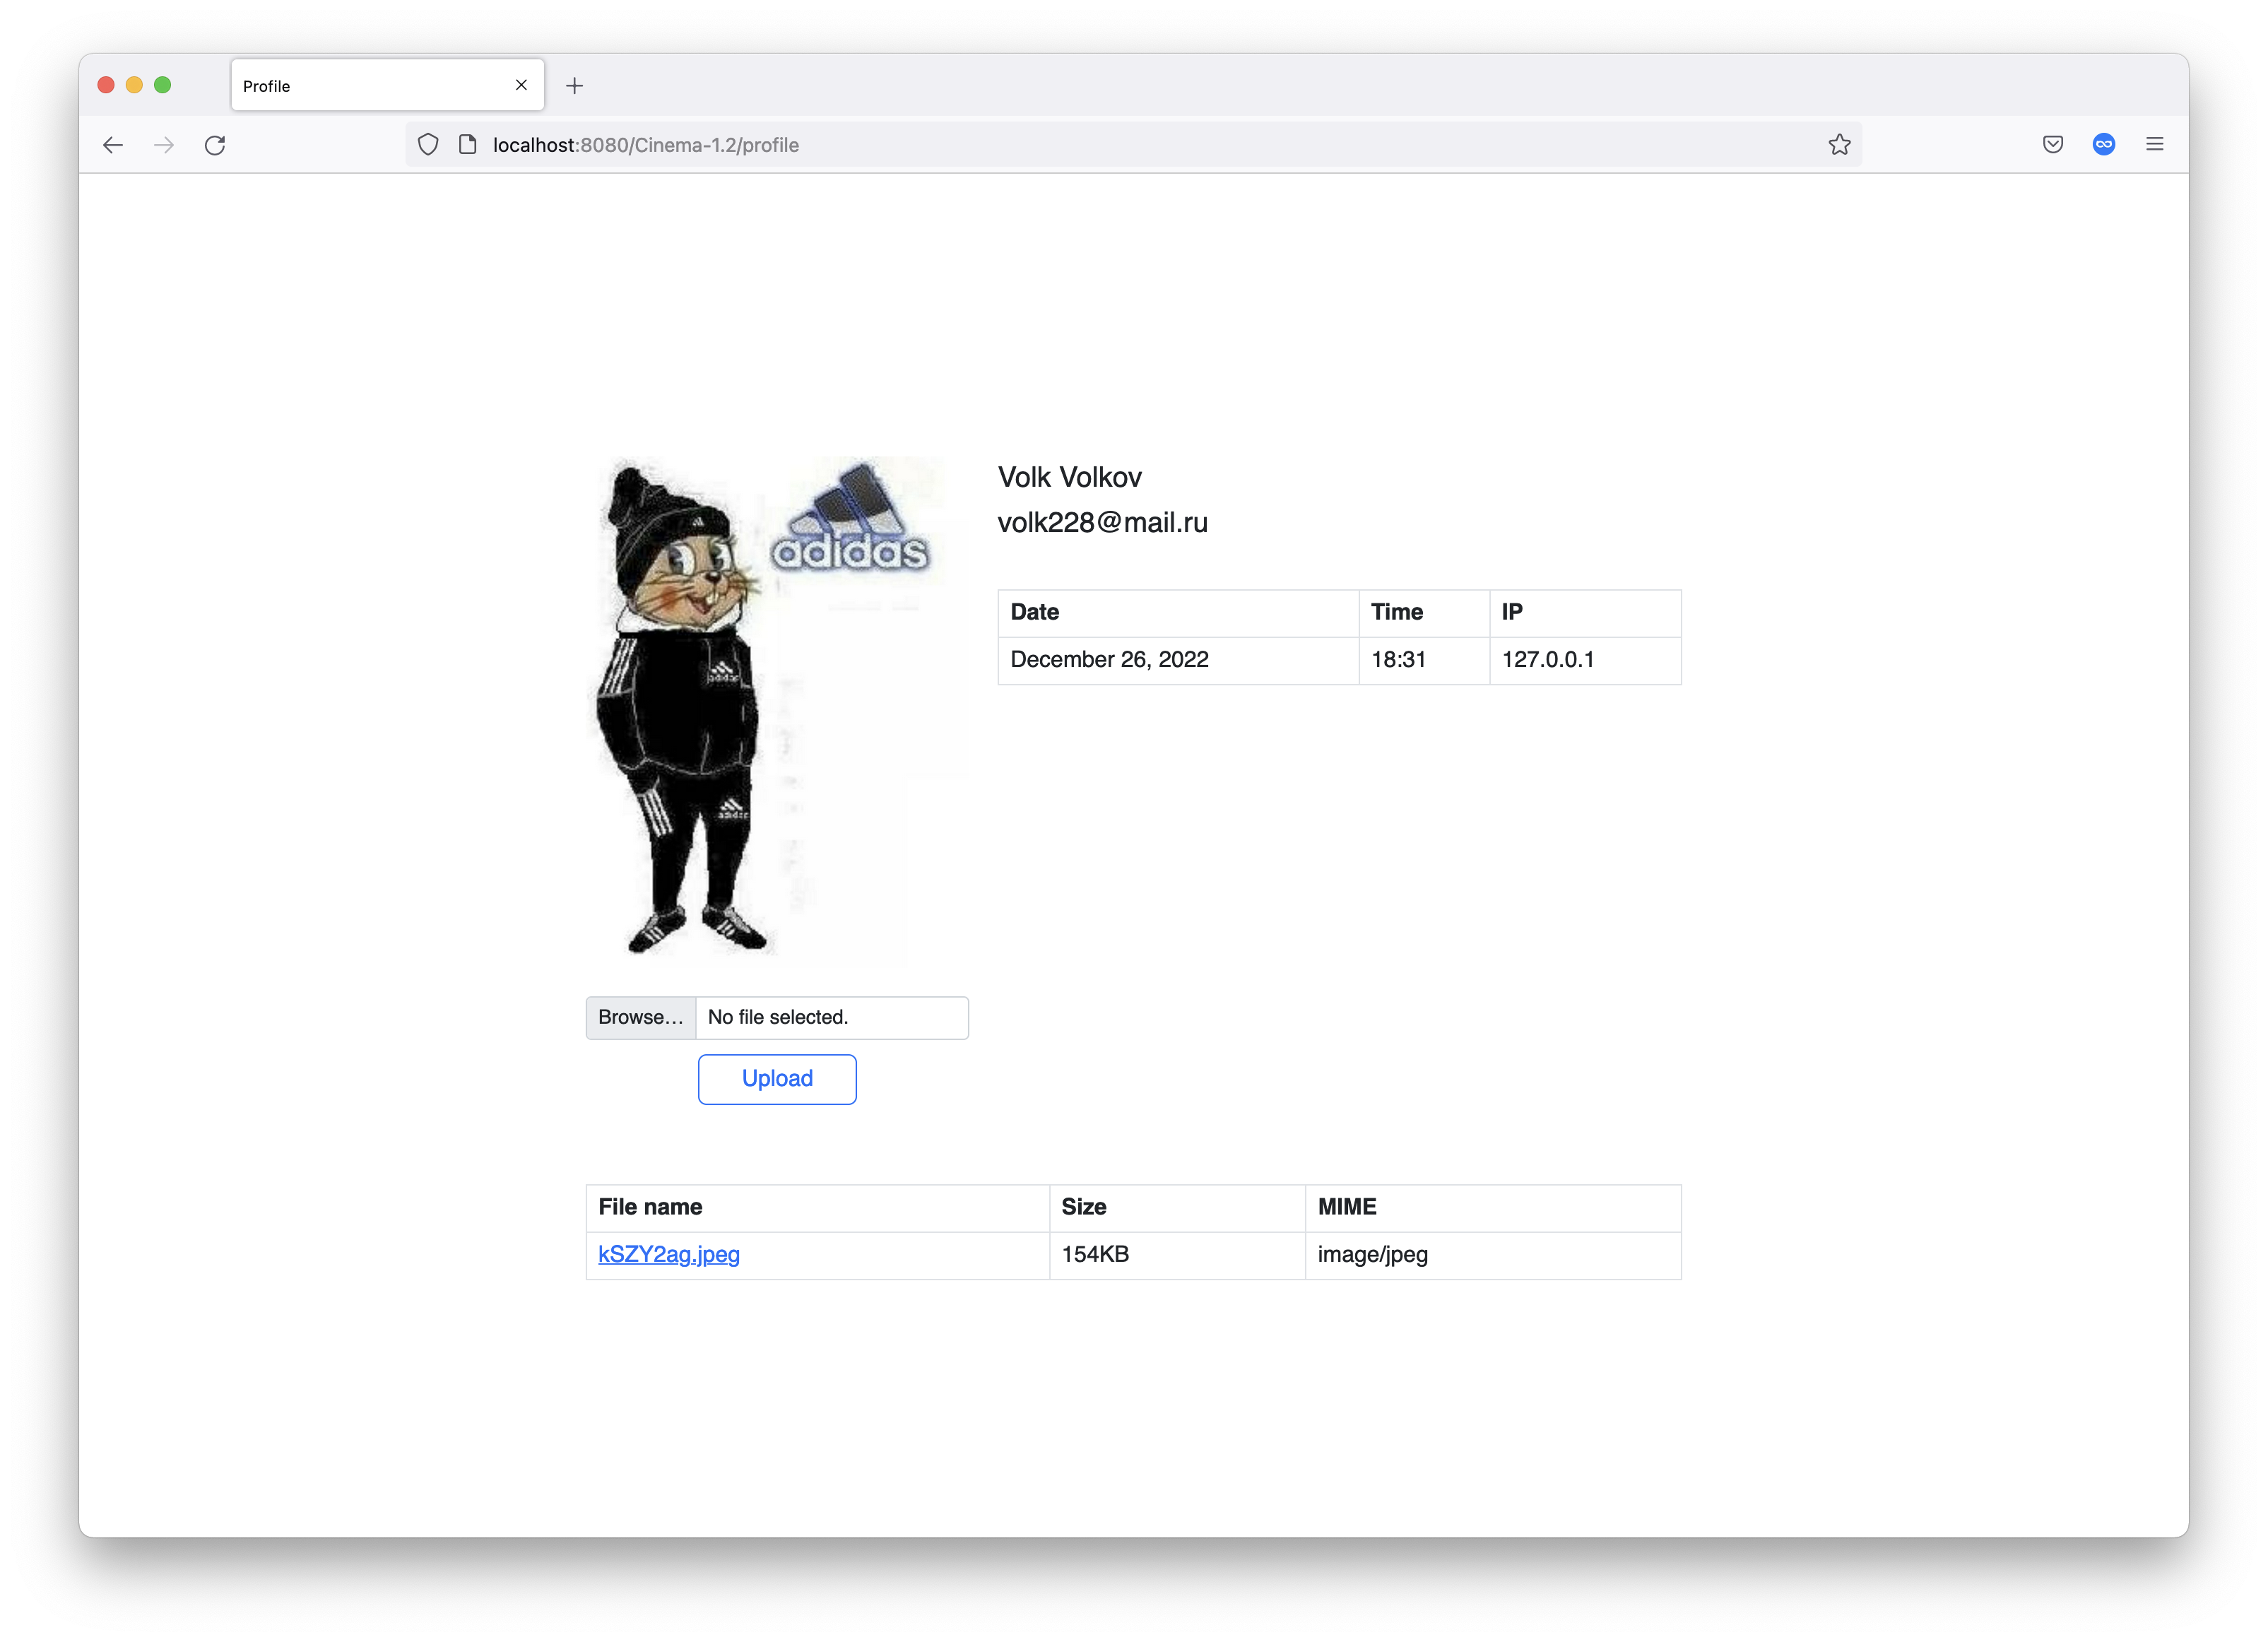 Profile
localhost:8080/Cinema-1.2/profile
adidas
Volk Volkov
volk228@mail.ru
Date Time IP
December 26, 2022 18:31 127.0.0.1
adidas
adidas
Browse... No file selected.
Upload
File name Size MIME
kSZY2ag.jpeg 154KB image/jpeg